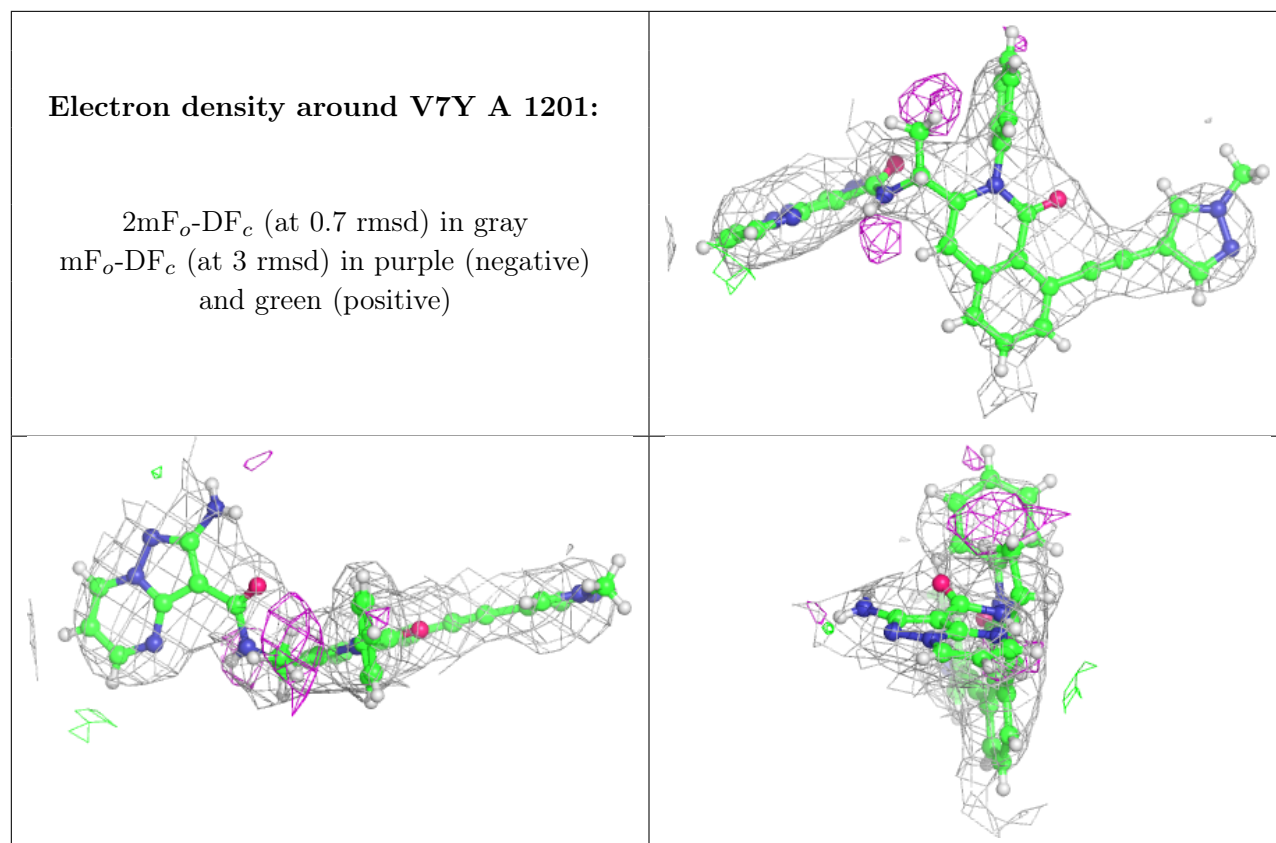 Electron density around V7Y A 1201:
2mFo-DFc (at 0.7 rmsd) in gray
mFo-DFc (at 3 rmsd) in purple (negative)
and green (positive)